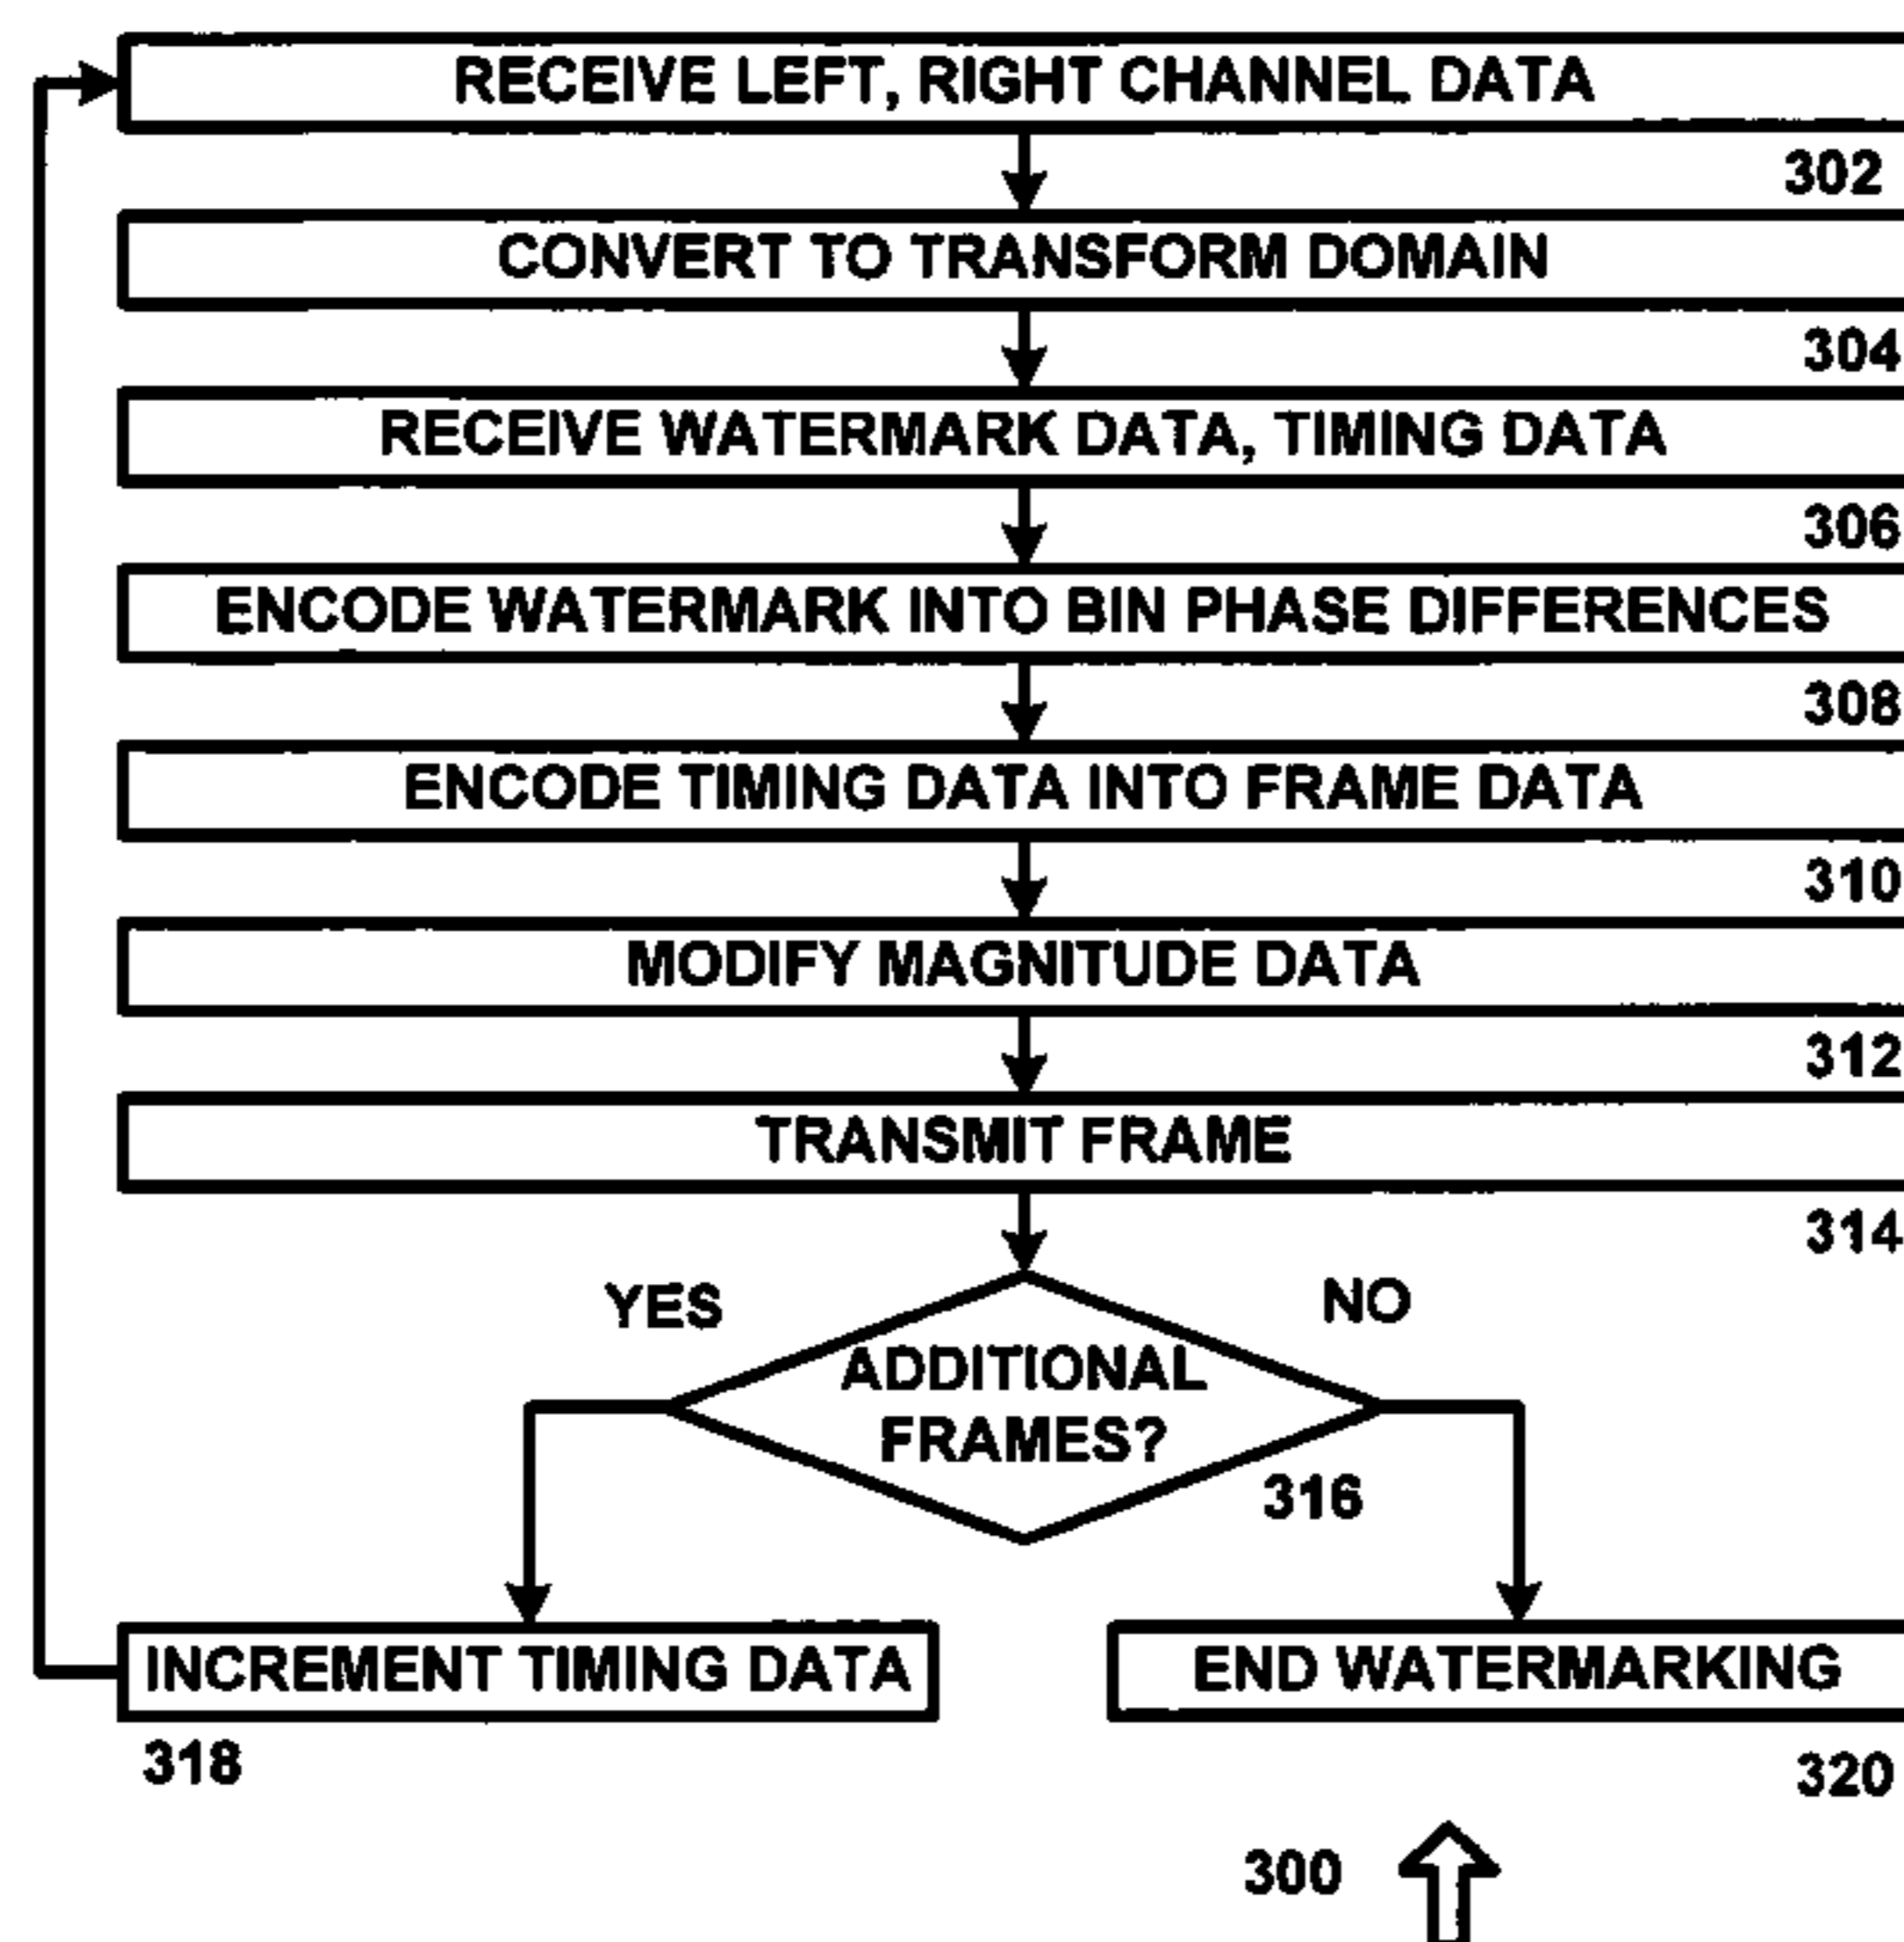 RECEIVE LEFT, RIGHT CHANNEL DATA
302
CONVERT TO TRANSFORM DOMAIN
304
RECEIVE WATERMARK DATA, TIMING DATA
306
ENCODE WATERMARK INTO BIN PHASE DIFFERENCES
308
ENCODE TIMING DATA INTO FRAME DATA
310
MODIFY MAGNITUDE DATA
312
TRANSMIT FRAME
314
YES
NO
ADDITIONAL
FRAMES?
316
INCREMENT TIMING DATA
END WATERMARKING
318
320
300